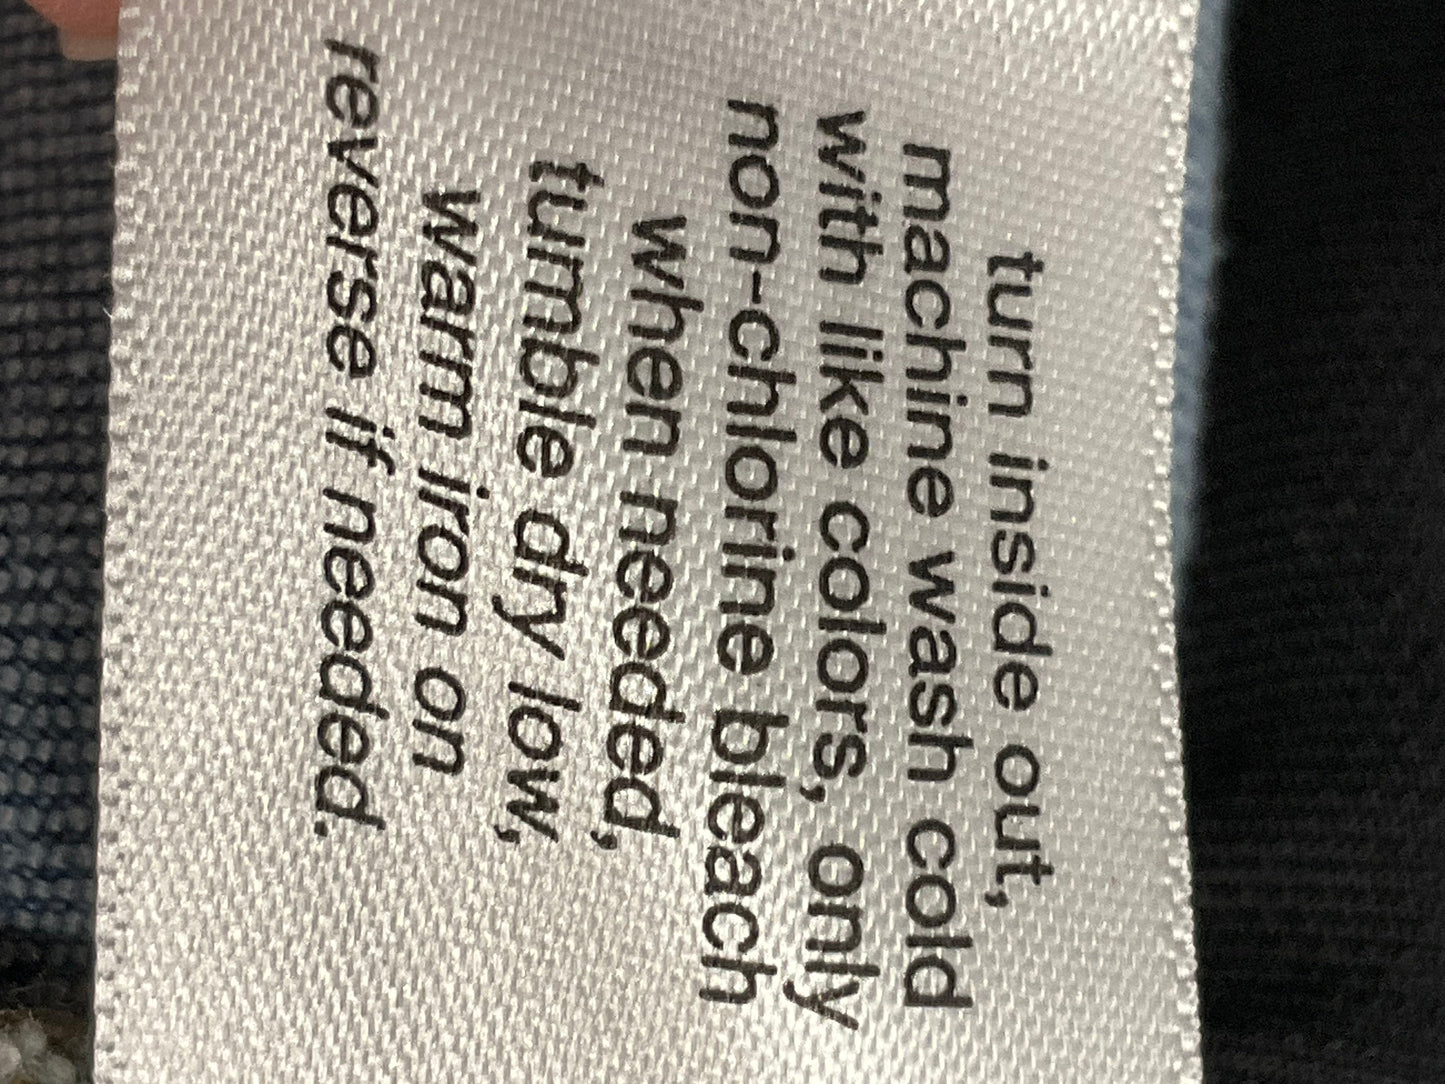 turn inside out,
machine wash cold
with like colors, only
non-chlorine bleach
when needed,
tumble dry low,
warm iron on
reverse if needed.